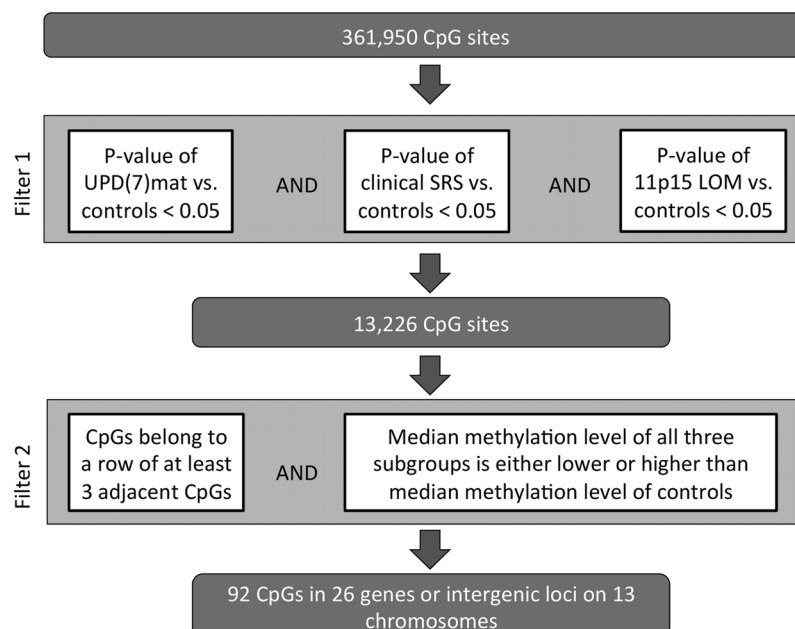 361,950 CpG sites
Filter 1
P-value of
UPD(7)mat vs.
controls < 0.05
AND
P-value of
clinical SRS vs.
controls < 0.05
AND
P-value of
11p15 LOM vs.
controls < 0.05
13,226 CpG sites
Filter 2
CpGs belong to
a row of at least
3 adjacent CpGs
AND
Median methylation level of all three
subgroups is either lower or higher than
median methylation level of controls
92 CpGs in 26 genes or intergenic loci on 13
chromosomes